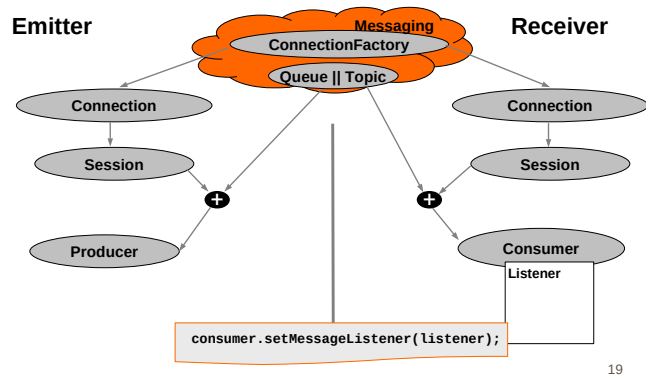 Emitter
Messaging
Receiver
ConnectionFactory
Queue || Topic
Connection
Connection
Session
Session
+
+
Producer
Consumer
Listener
consumer.setMessageListener(listener);
19